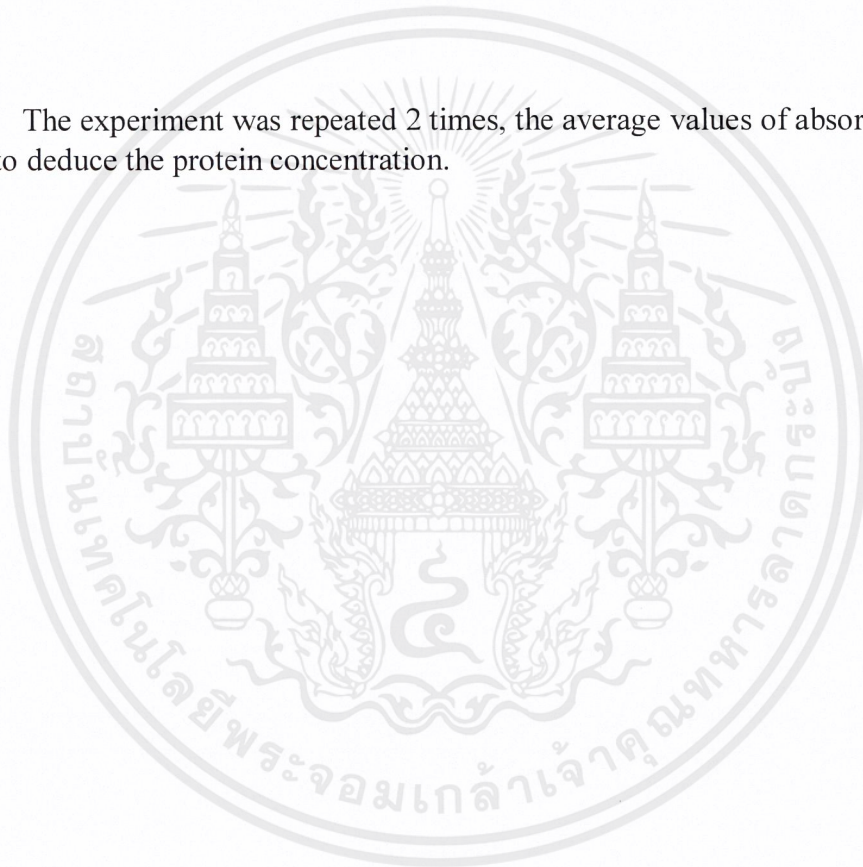 The experiment was repeated 2 times, the average values of absor
to deduce the protein concentration.
สถาบันเทคโนโลยีพระจอมเกล้าเจ้าคุณทหารลาดกระบัง
๔